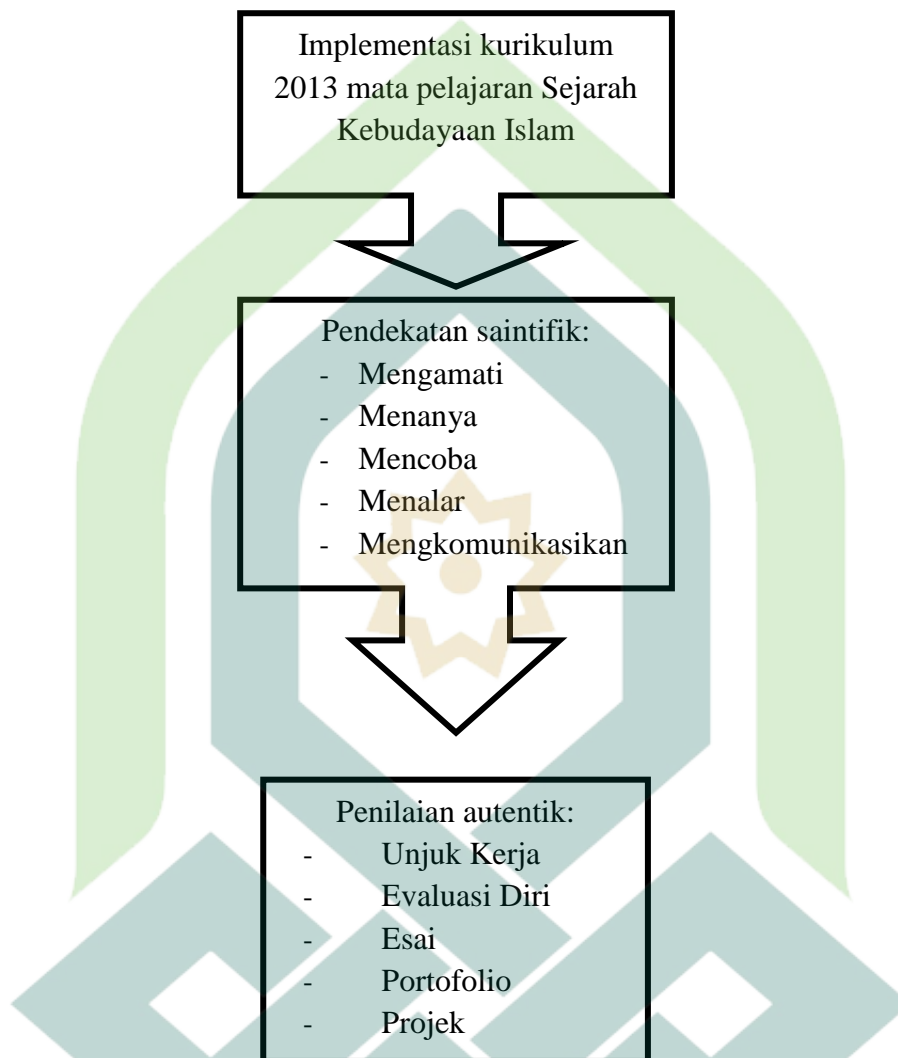 Implementasi kurikulum
2013 mata pelajaran Sejarah
Kebudayaan Islam
Pendekatan saintifik:
- Mengamati
- Menanya
- Mencoba
- Menalar
- Mengkomunikasikan
Penilaian autentik:
- Unjuk Kerja
- Evaluasi Diri
- Esai
- Portofolio
- Projek